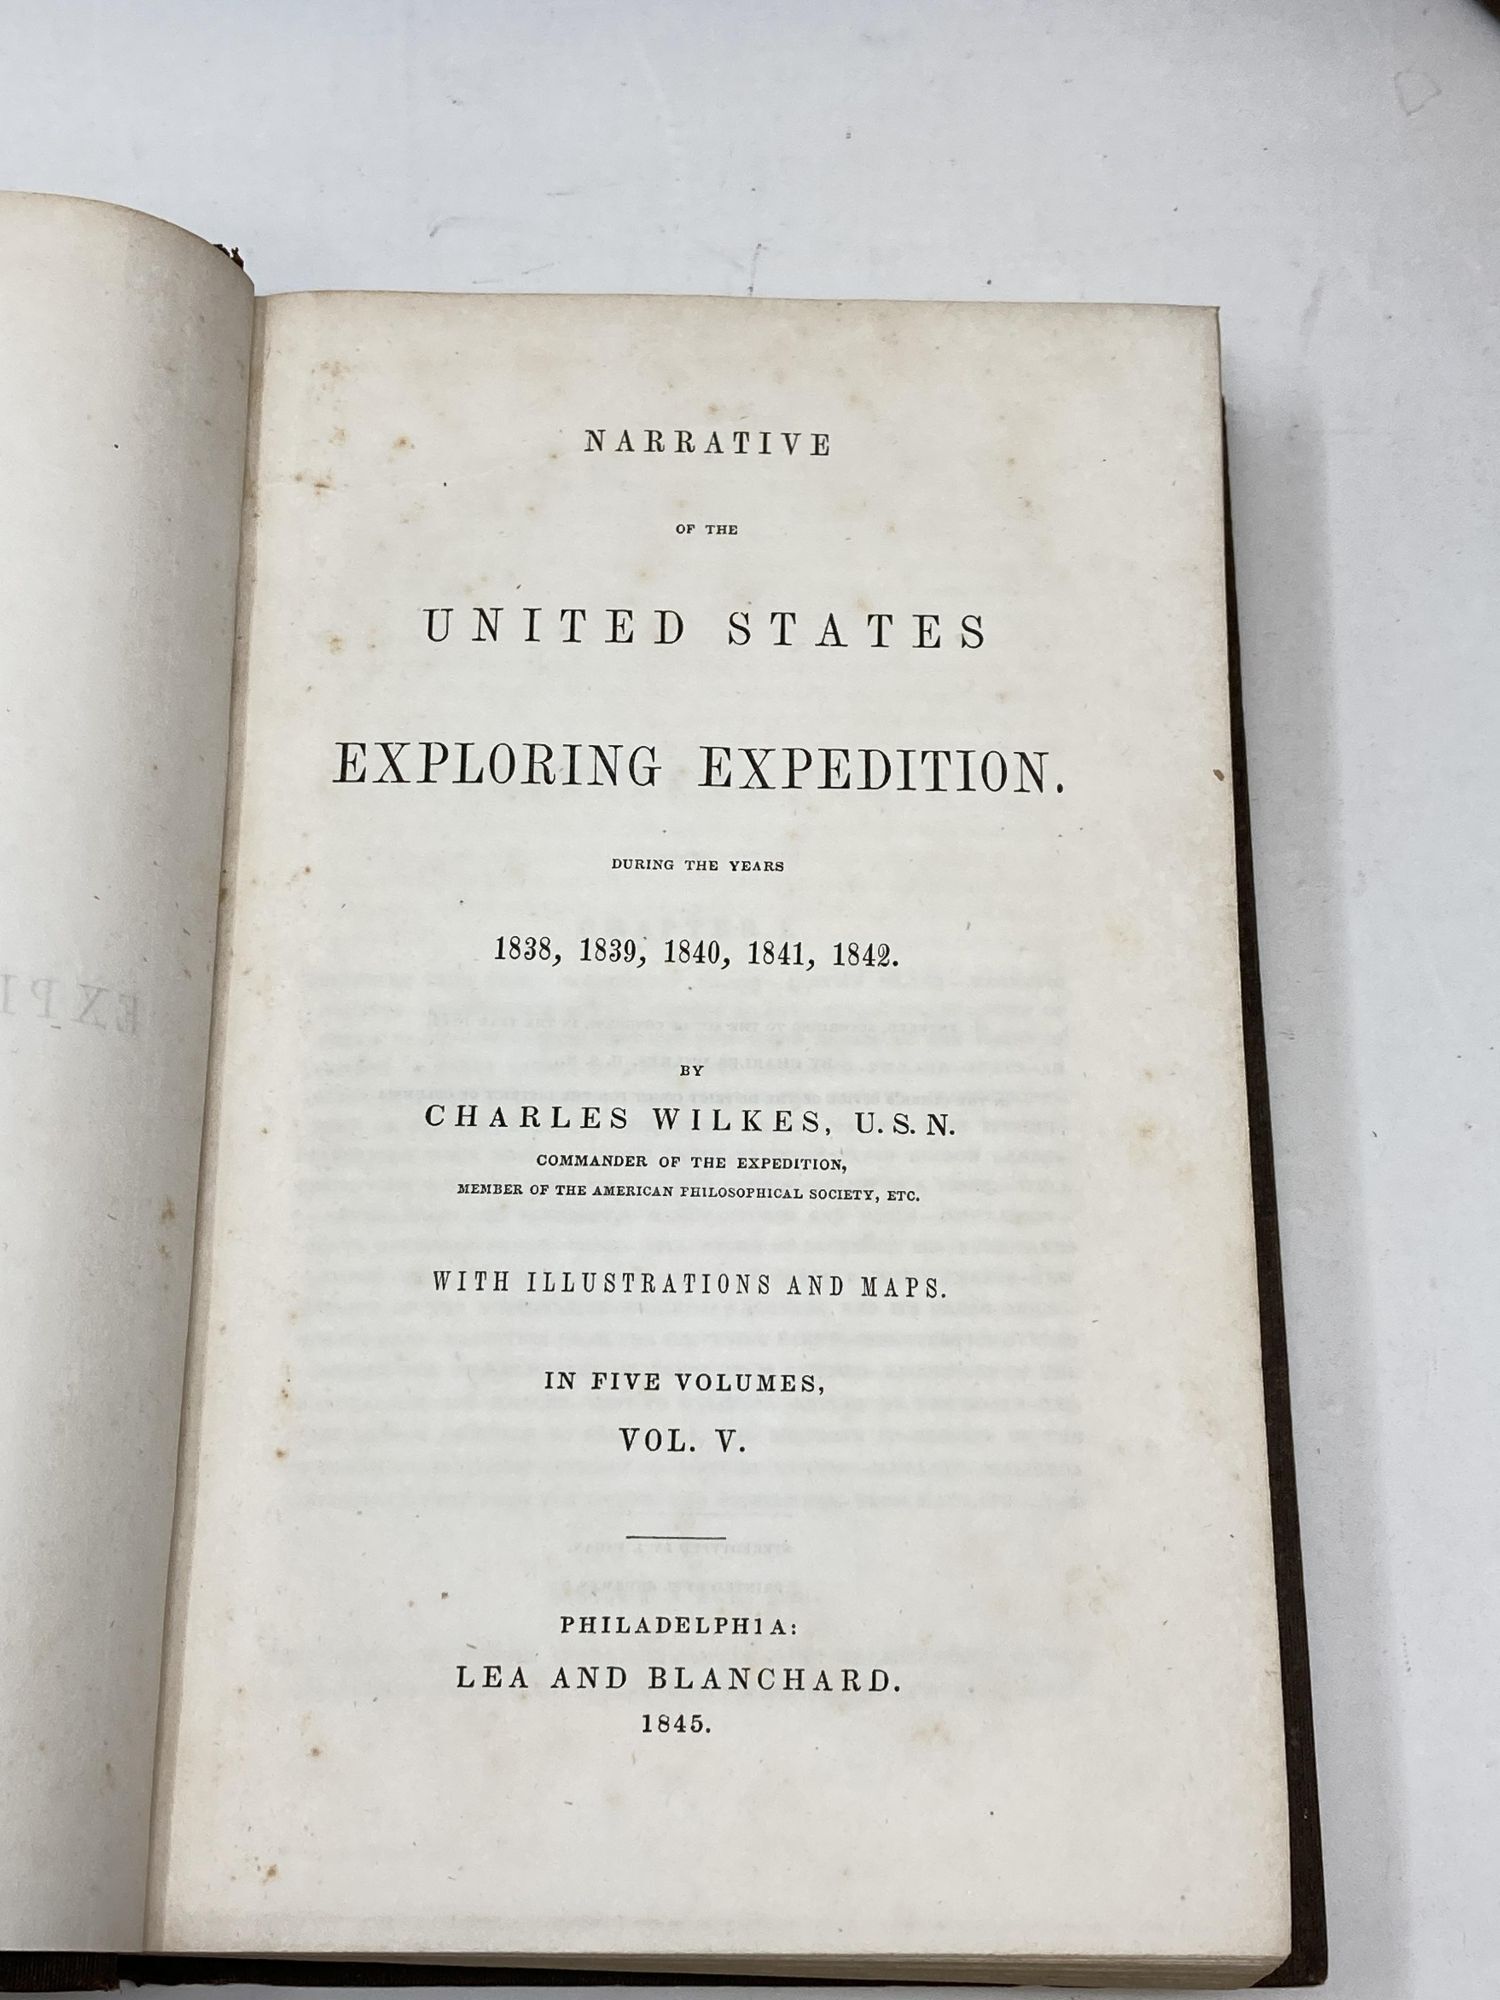 NARRATIVE
OF THE
UNITED STATES
EXPLORING EXPEDITION.
DURING THE YEARS
1838, 1839, 1840, 1841, 1842.
BY
CHARLES WILKES, U.S.N.
COMMANDER OF THE EXPEDITION,
MEMBER OF THE AMERICAN PHILOSOPHICAL SOCIETY, ETC.
WITH ILLUSTRATIONS AND MAPS.
IN FIVE VOLUMES,
VOL. V.
PHILADELPHIA:
LEA AND BLANCHARD.
1845.